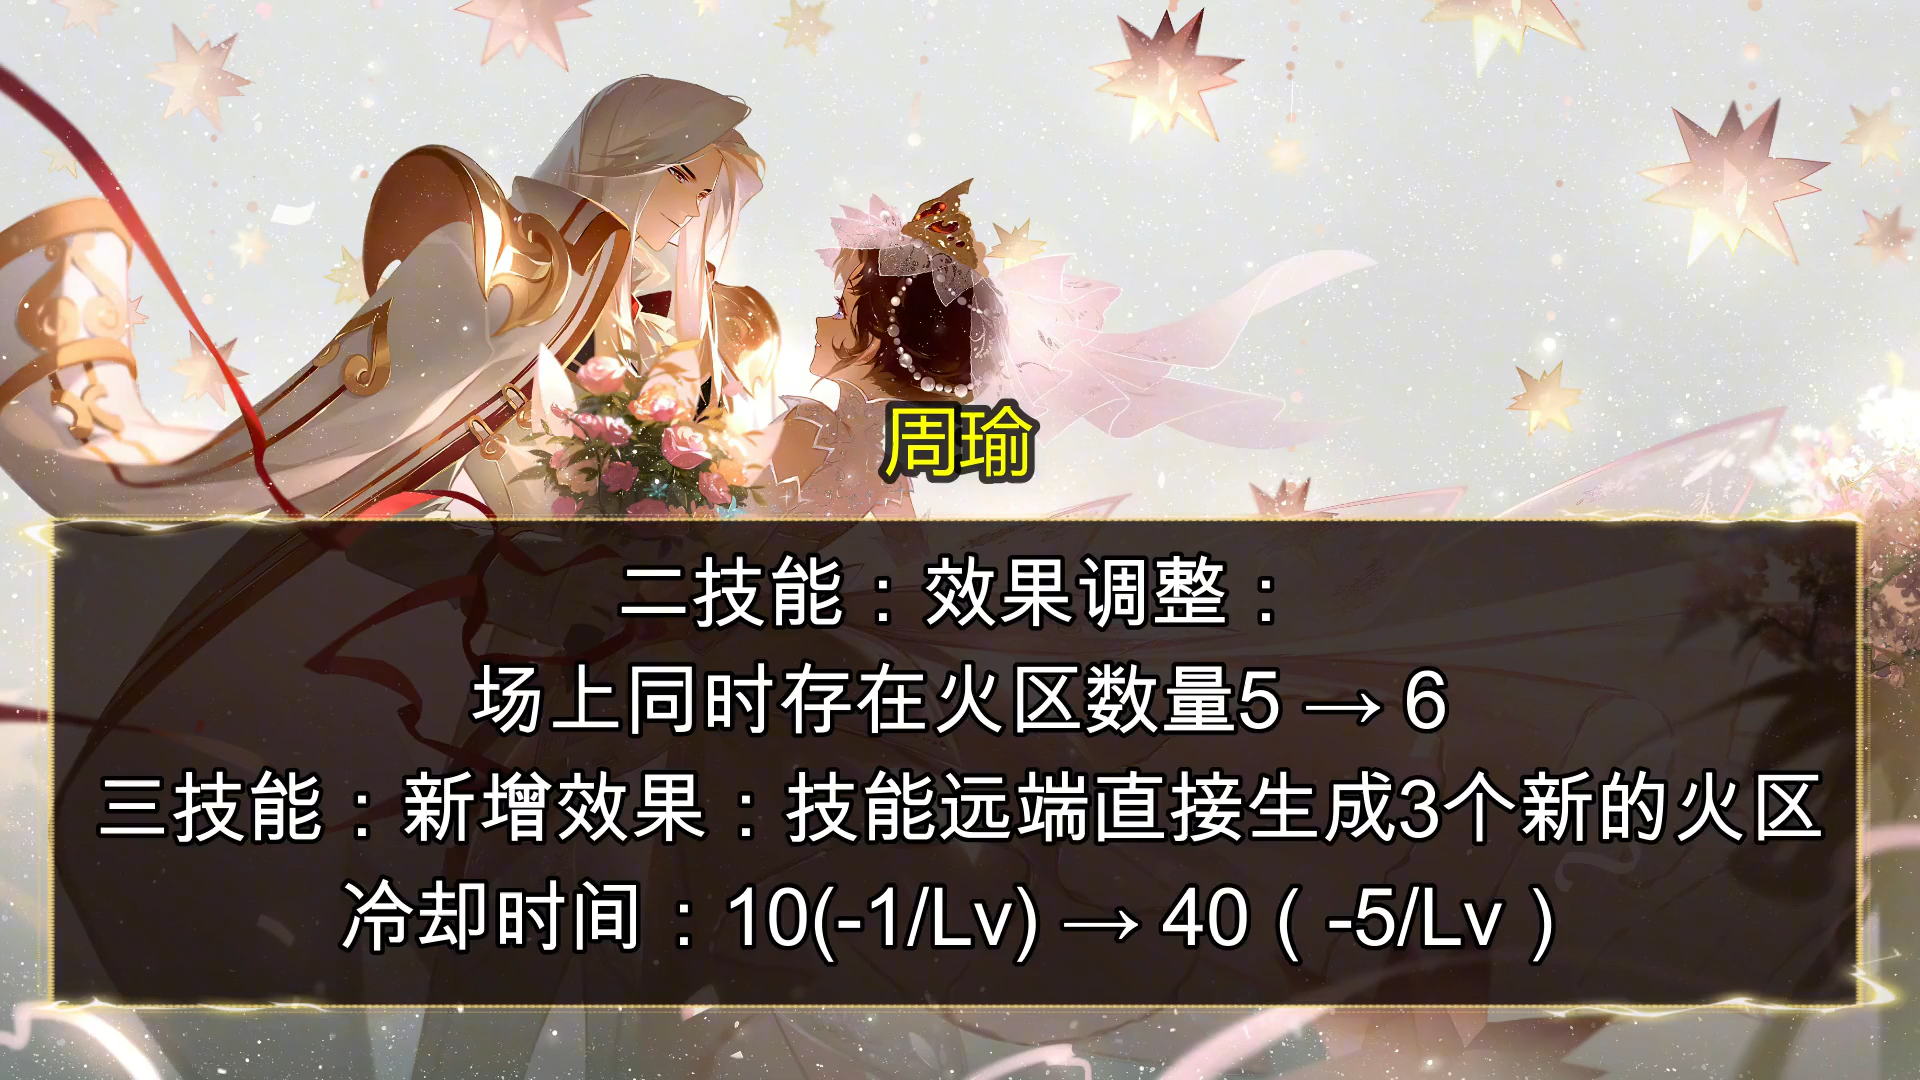 周瑜
二技能：效果调整：
场上同时存在火区数量5 → 6
三技能：新增效果：技能远端直接生成3个新的火区
冷却时间：10(-1/Lv) → 40（ -5/Lv ）